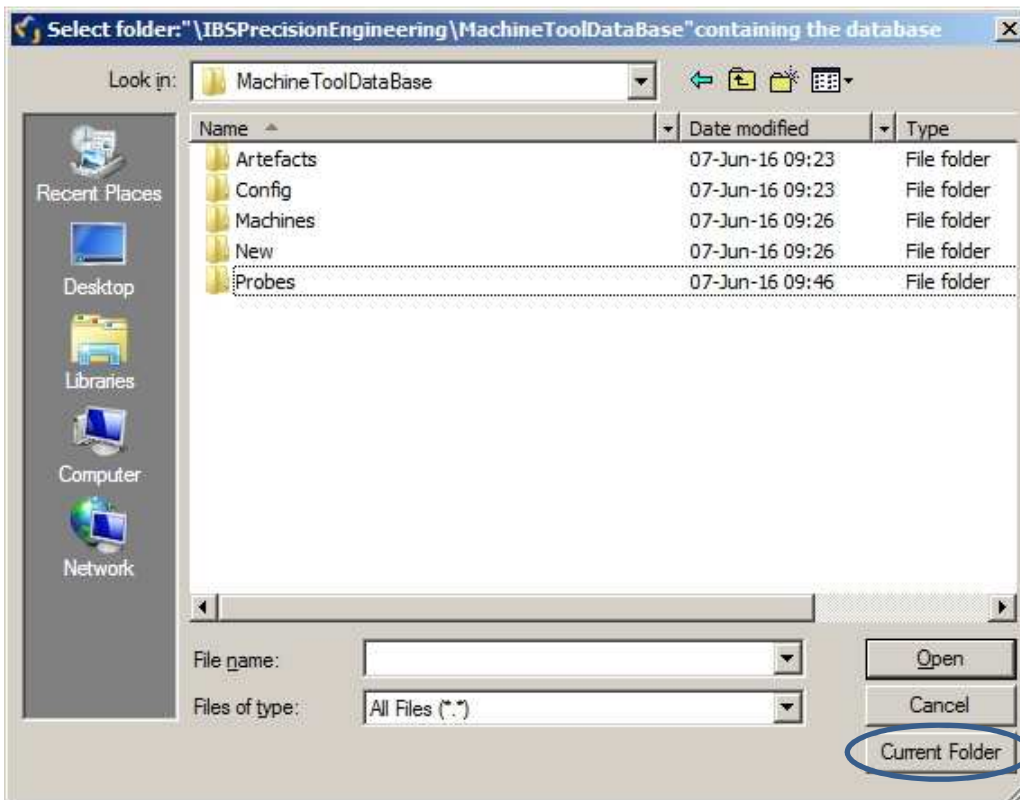 Select folder:"\IBSPrecisionEngineering\MachineToolDataBase"containing the database
Look in: MachineToolDataBase
Name Date modified Type
Artefacts 07-Jun-16 09:23 File folder
Config 07-Jun-16 09:23 File folder
Machines 07-Jun-16 09:26 File folder
New 07-Jun-16 09:26 File folder
Probes 07-Jun-16 09:46 File folder
Recent Places
Desktop
Libraries
Computer
Network
File name: Open
Files of type: All Files (*.*) Cancel
Current Folder